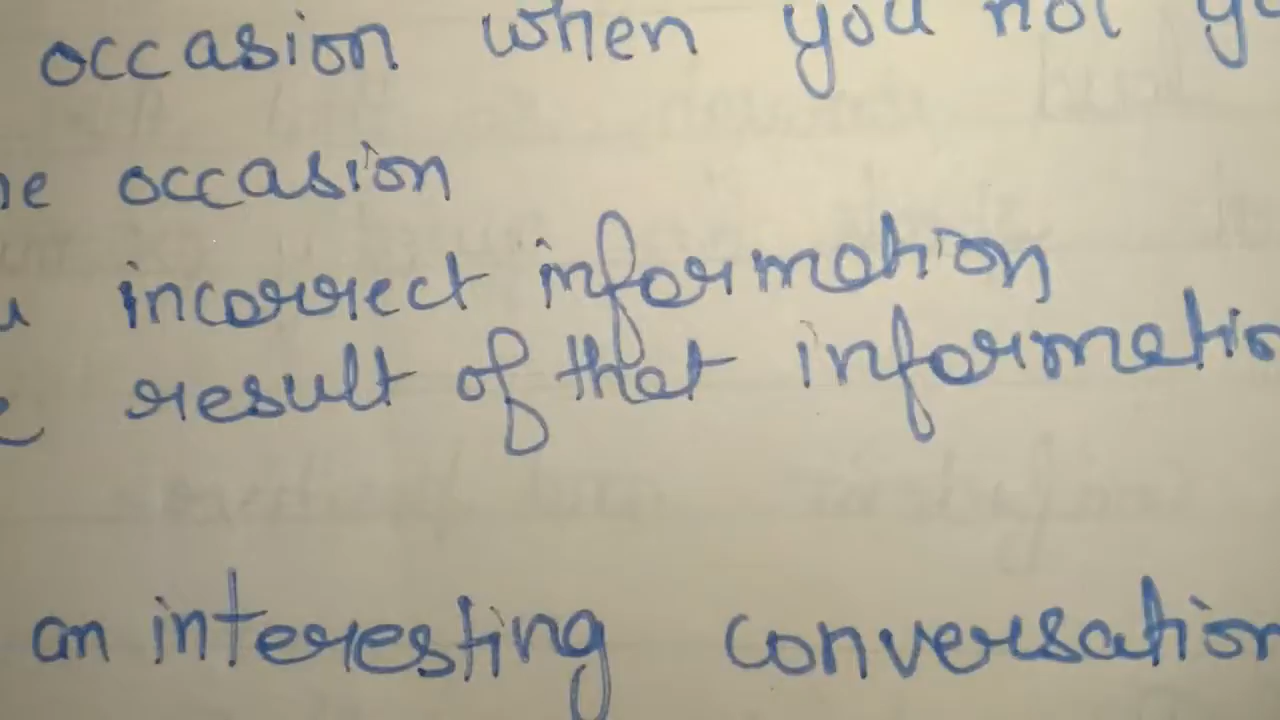 occasion when you not
occasion
incorrect information
result of that informatio
an interesting conversation